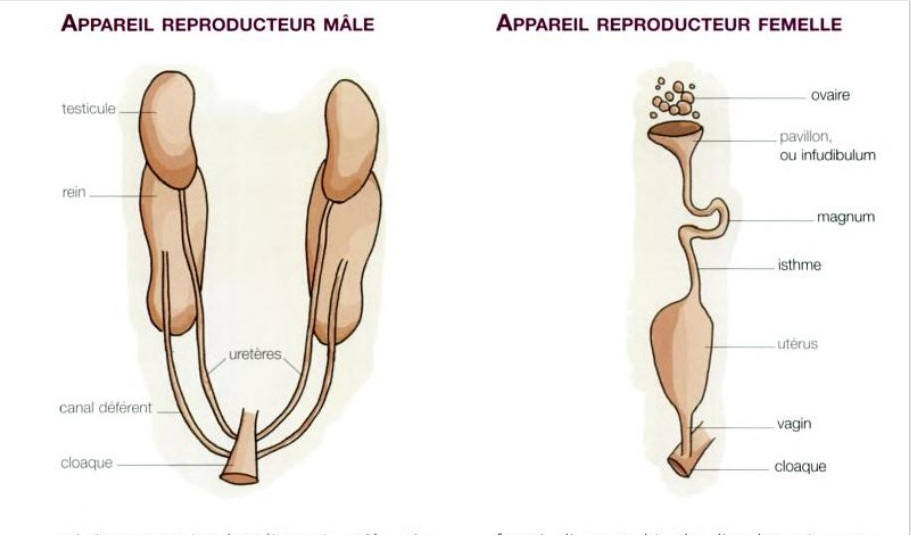 APPAREIL REPRODUCTEUR MÂLE
testicule
rein
uretères
canal déférent
cloaque
APPAREIL REPRODUCTEUR FEMELLE
ovaire
pavillon,
ou infudibulum
magnum
isthme
utérus
vagin
cloaque